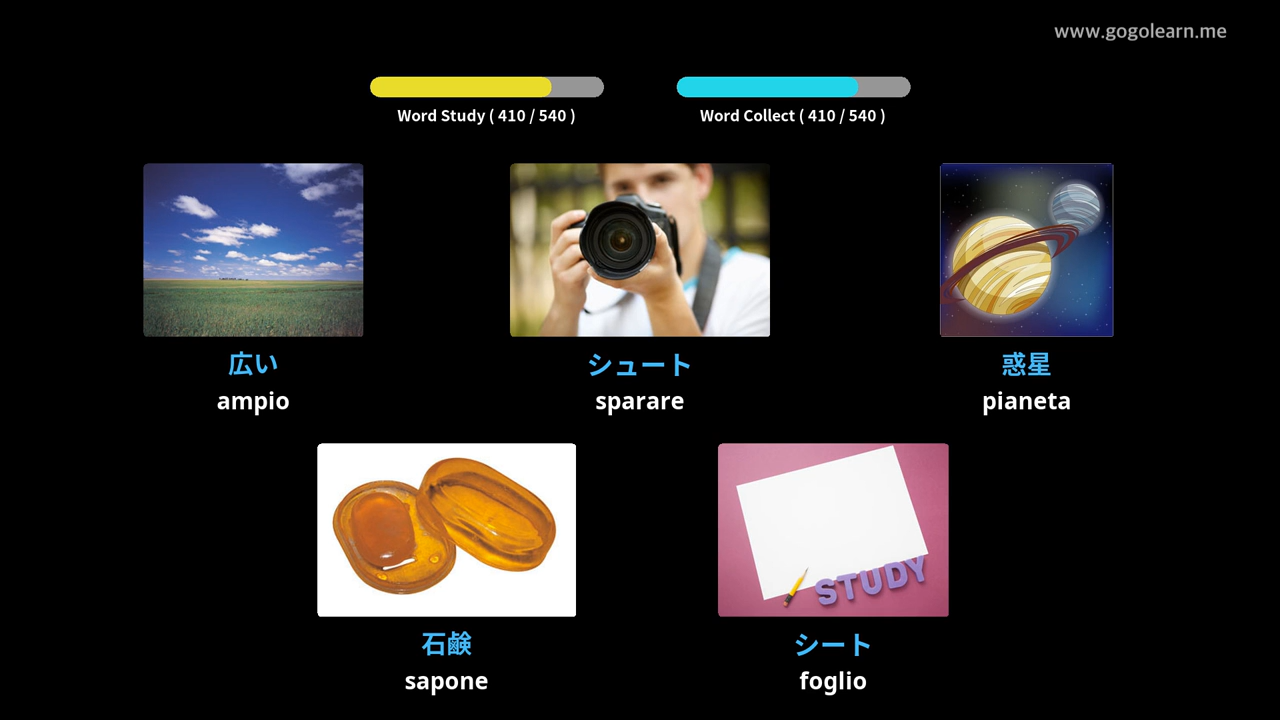 www.gogolearn.me
Word Study ( 410 / 540 )
Word Collect ( 410 / 540 )
広い
ampio
シュート
sparare
惑星
pianeta
石鹸
sapone
STUDY
シート
foglio